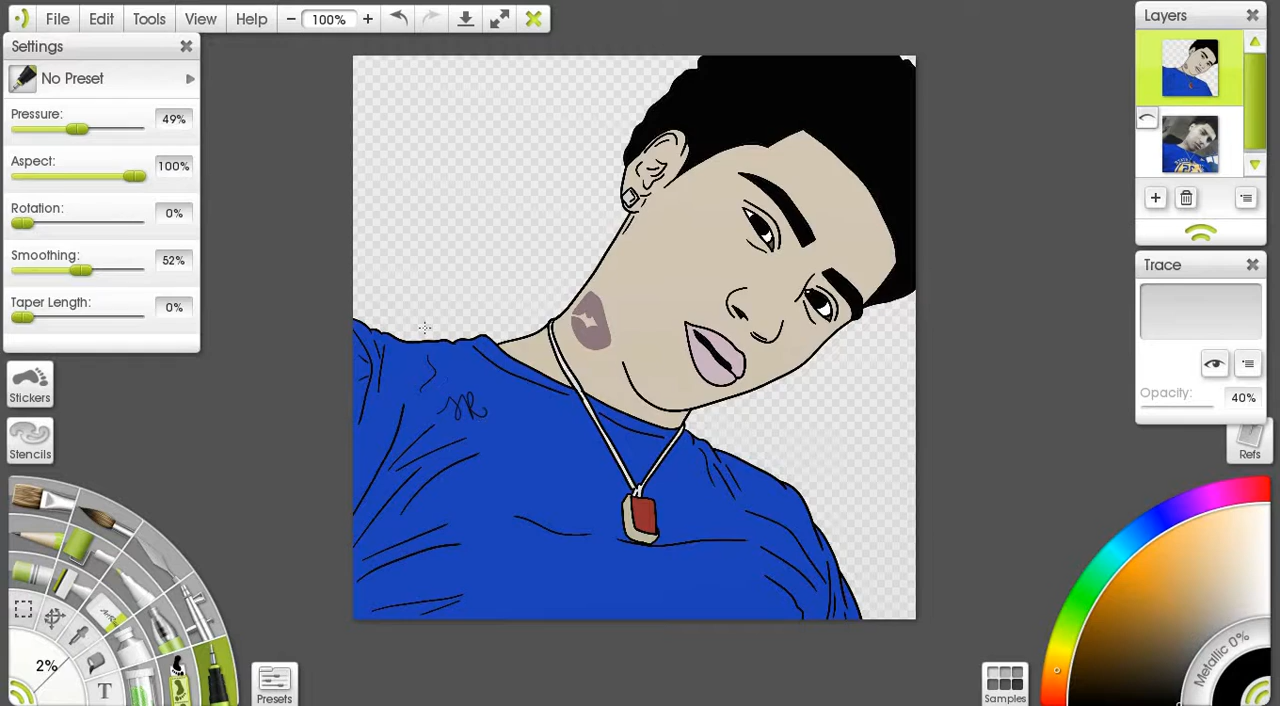 File Edit Tools View Help − 100% +
Settings
No Preset
Pressure: 49%
Aspect: 100%
Rotation: 0%
Smoothing: 52%
Taper Length: 0%
Stickers
Stencils
2%
T
Presets
Layers
Trace
Opacity: 40%
Refs
Samples
Metallic 0%